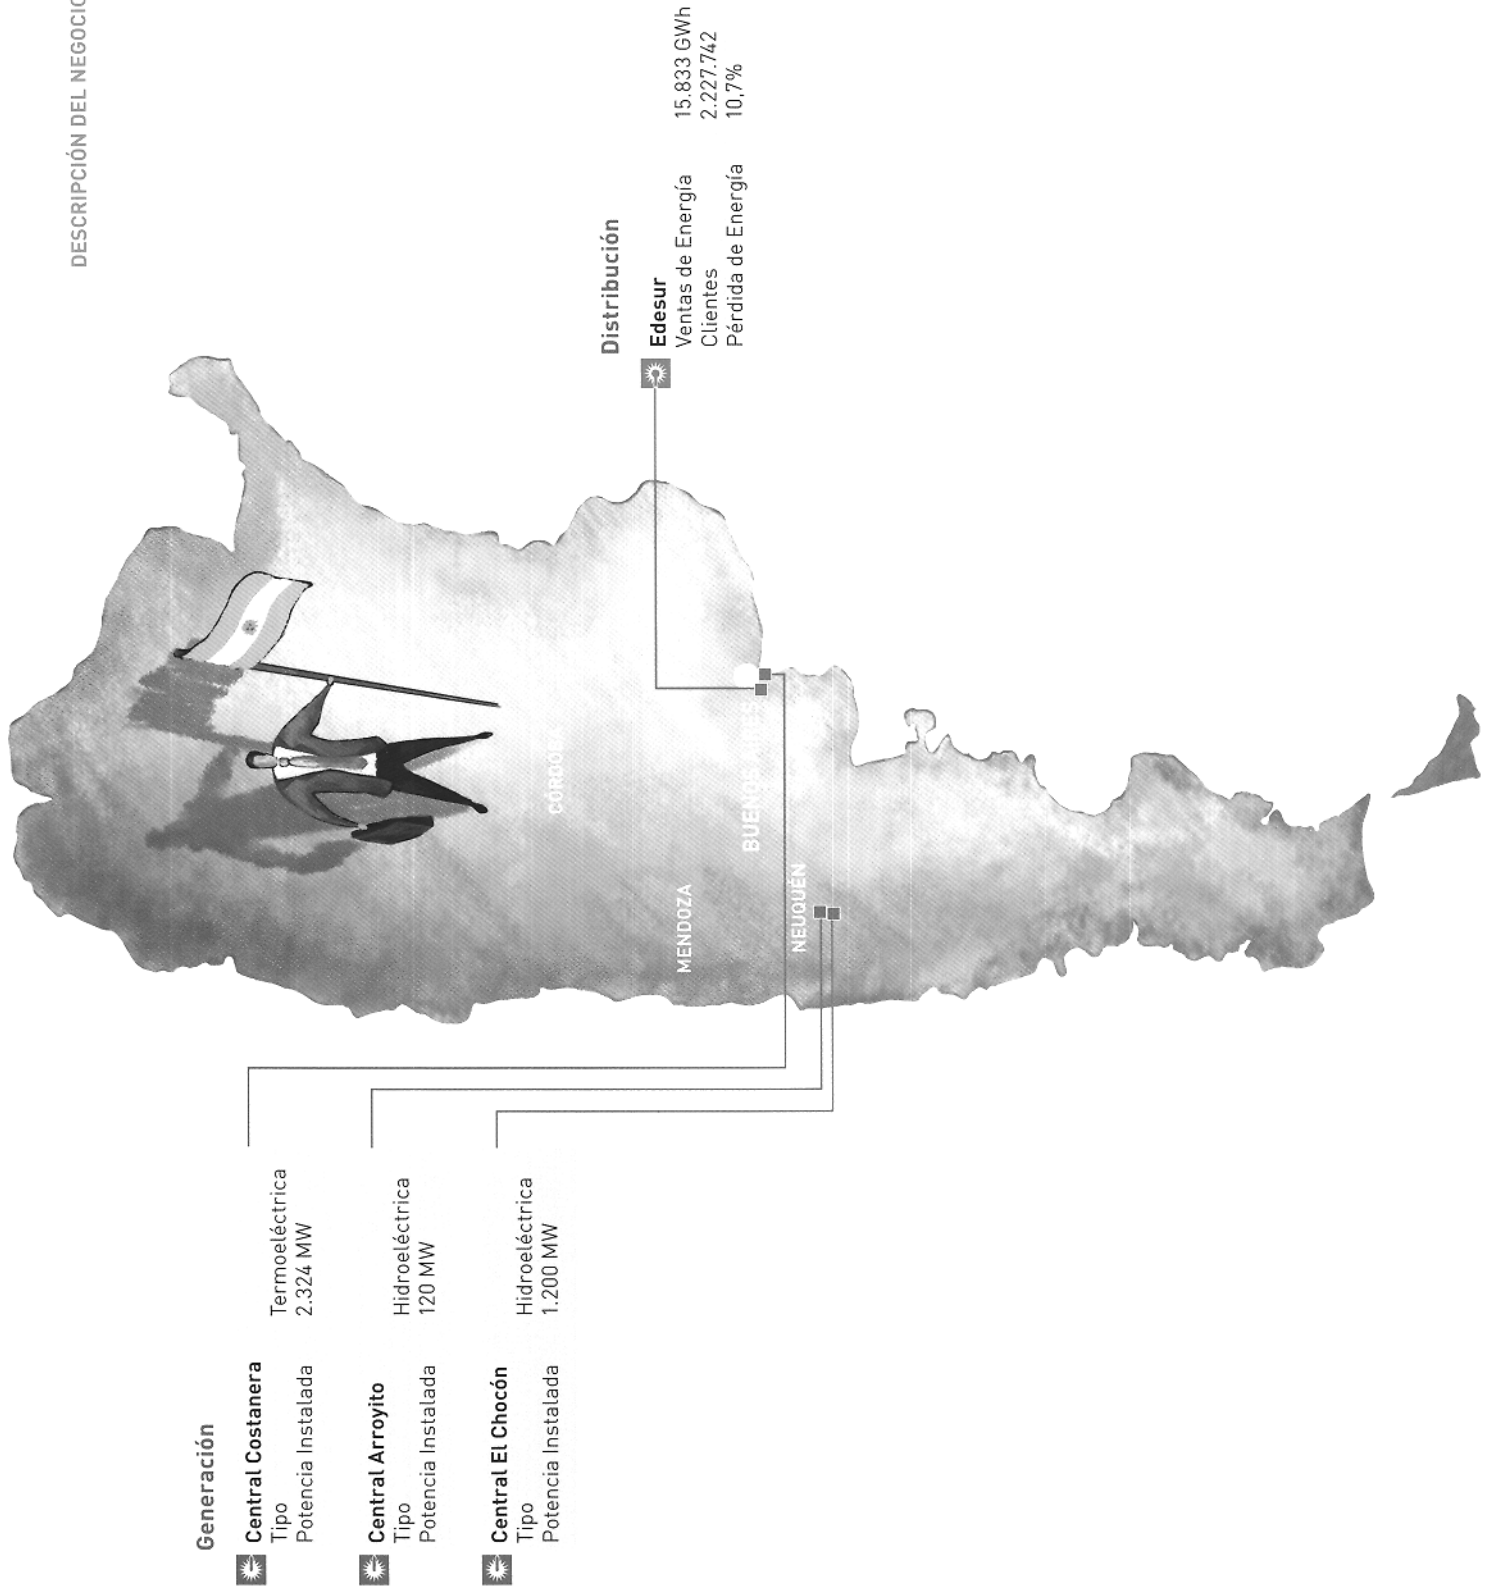 DESCRIPCIÓN DEL NEGOCIO
Generación
Central Costanera
Tipo Termoeléctrica
Potencia Instalada 2.324 MW
Central Arroyito
Tipo Hidroeléctrica
Potencia Instalada 120 MW
Central El Chocón
Tipo Hidroeléctrica
Potencia Instalada 1.200 MW
CÓRDOBA
MENDOZA
BUENOS AIRES
NEUQUÉN
Distribución
Edesur
Ventas de Energía 15.833 GWh
Clientes 2.227.742
Pérdida de Energía 10,7%